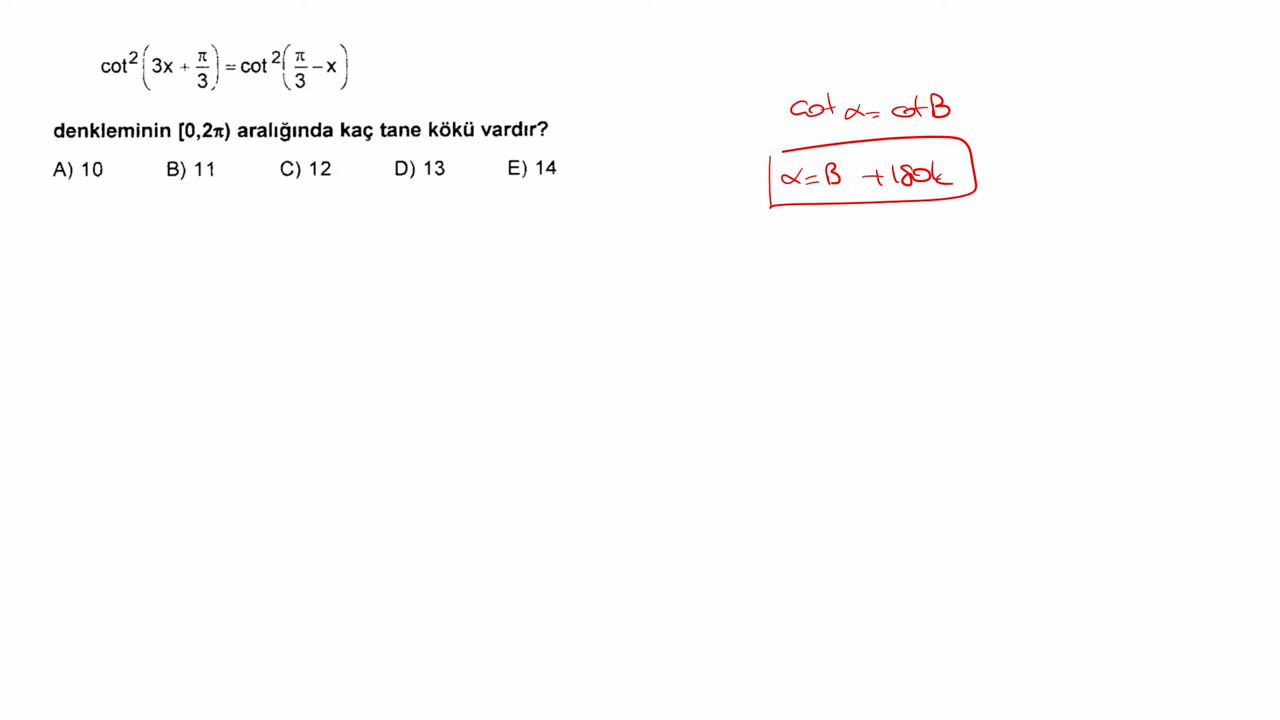 cot²(3x + π/3) = cot²(π/3 − x)
denkleminin [0,2π) aralığında kaç tane kökü vardır?
A) 10 B) 11 C) 12 D) 13 E) 14
cot α = cot B
α = B + 180k